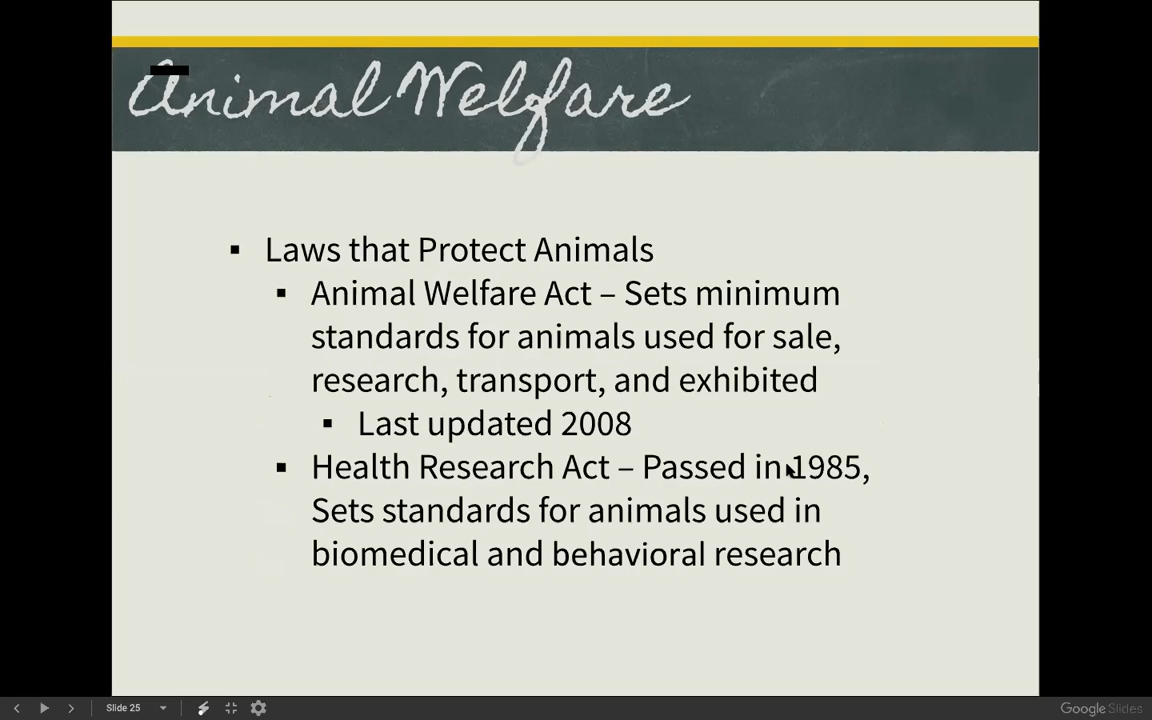 Animal Welfare
▪ Laws that Protect Animals
▪ Animal Welfare Act – Sets minimum
standards for animals used for sale,
research, transport, and exhibited
▪ Last updated 2008
▪ Health Research Act – Passed in 1985,
Sets standards for animals used in
biomedical and behavioral research
Slide 25
Google Slides